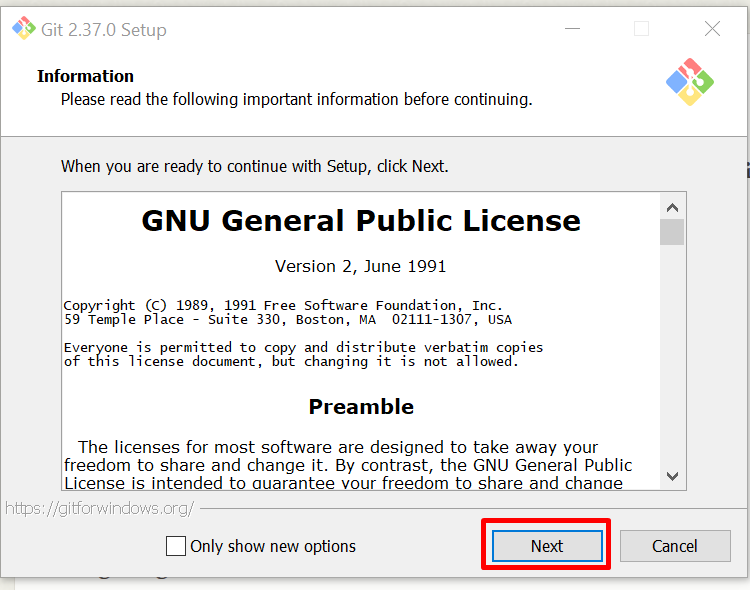 Git 2.37.0 Setup
Information
Please read the following important information before continuing.
When you are ready to continue with Setup, click Next.
GNU General Public License
Version 2, June 1991
Copyright (C) 1989, 1991 Free Software Foundation, Inc.
59 Temple Place - Suite 330, Boston, MA  02111-1307, USA
Everyone is permitted to copy and distribute verbatim copies
of this license document, but changing it is not allowed.
Preamble
The licenses for most software are designed to take away your
freedom to share and change it. By contrast, the GNU General Public
License is intended to guarantee your freedom to share and change
https://gitforwindows.org/
Only show new options
Next
Cancel